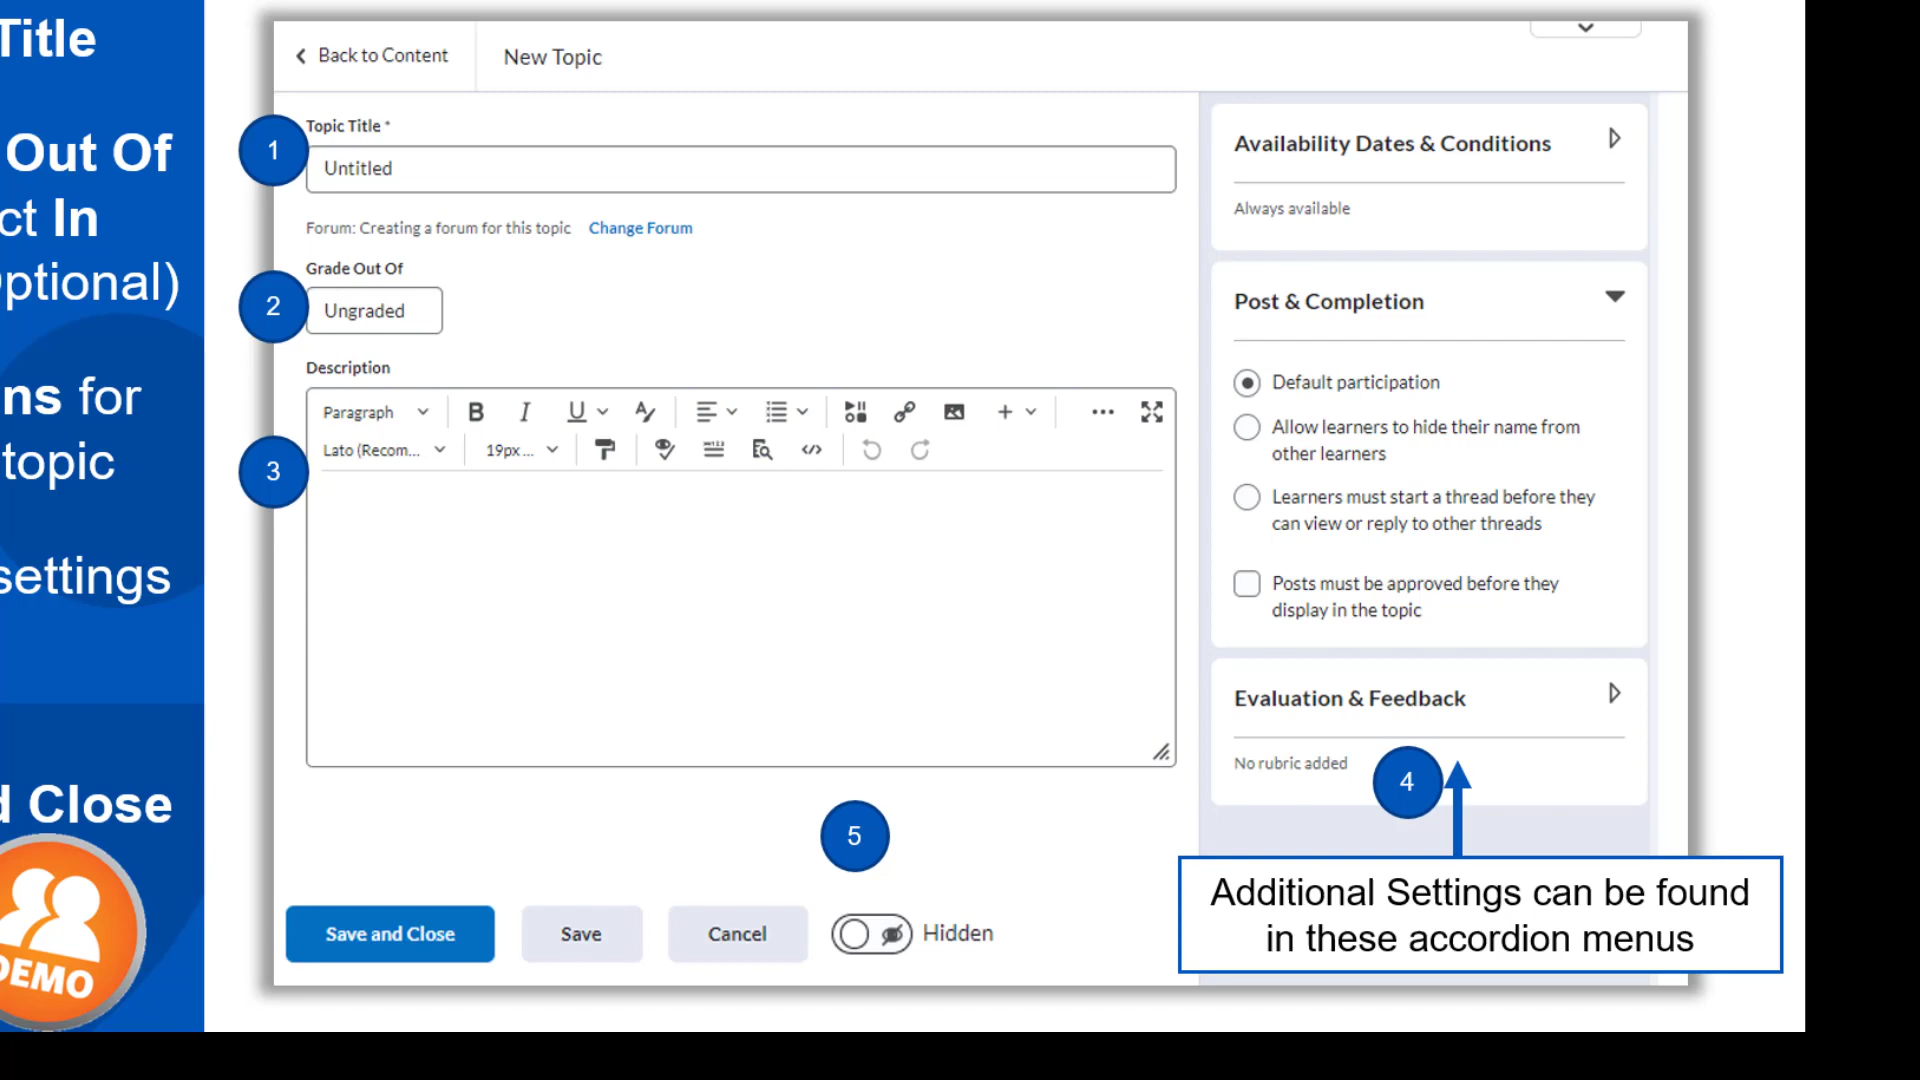 Title
Out Of
ct In
ptional)
ns for
topic
settings
d Close
DEMO
Back to Content
New Topic
1
Topic Title *
Untitled
Forum: Creating a forum for this topic Change Forum
2
Grade Out Of
Ungraded
Description
3
Paragraph
B I U
Lato (Recom...
19px ...
5
Save and Close
Save
Cancel
Hidden
Availability Dates & Conditions
Always available
Post & Completion
Default participation
Allow learners to hide their name from
other learners
Learners must start a thread before they
can view or reply to other threads
Posts must be approved before they
display in the topic
Evaluation & Feedback
No rubric added
4
Additional Settings can be found
in these accordion menus